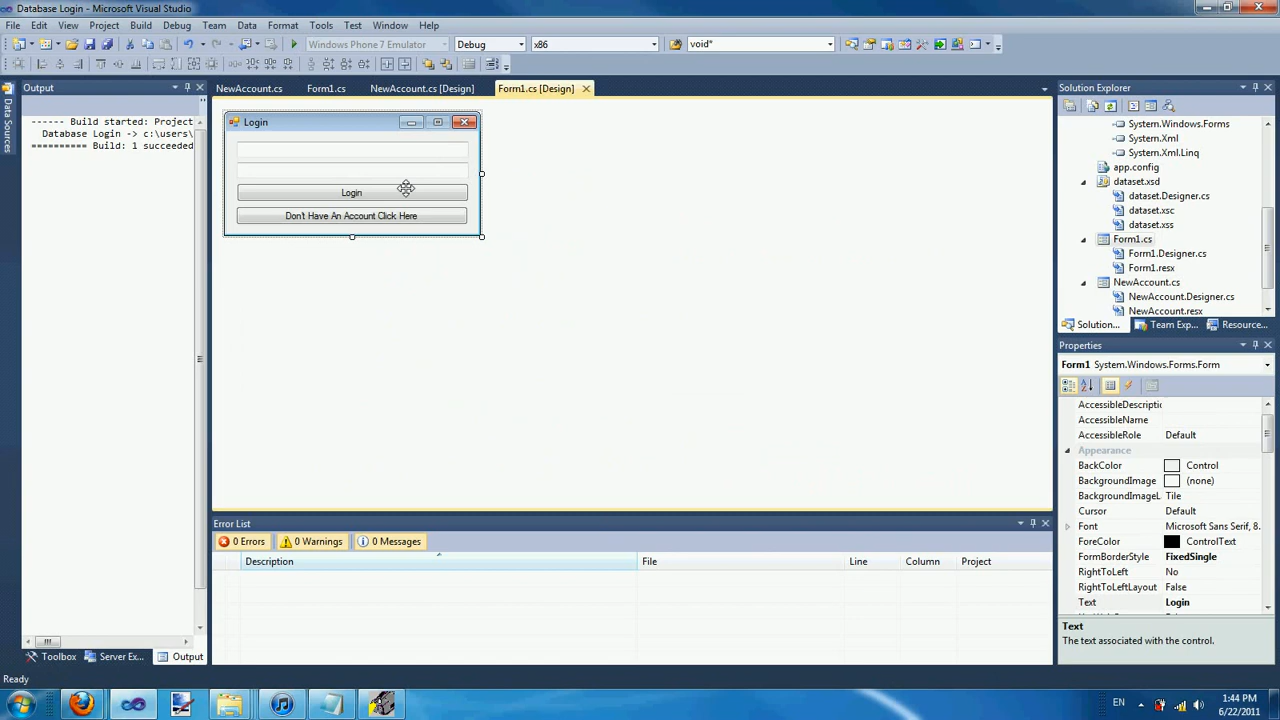 Database Login - Microsoft Visual Studio
File Edit View Project Build Debug Team Data Format Tools Test Window Help
Windows Phone 7 Emulator Debug x86 void*
Output
NewAccount.cs Form1.cs NewAccount.cs [Design] Form1.cs [Design]
Solution Explorer
Data Sources
------ Build started: Project
Database Login -> c:\users\
========== Build: 1 succeeded
Login
Login
Don't Have An Account Click Here
System.Windows.Forms
System.Xml
System.Xml.Linq
app.config
dataset.xsd
dataset.Designer.cs
dataset.xsc
dataset.xss
Form1.cs
Form1.Designer.cs
Form1.resx
NewAccount.cs
NewAccount.Designer.cs
NewAccount.resx
Solution... Team Exp... Resource...
Properties
Form1 System.Windows.Forms.Form
AccessibleDescriptic
AccessibleName
AccessibleRole Default
Appearance
BackColor Control
BackgroundImage (none)
BackgroundImageL Tile
Cursor Default
Font Microsoft Sans Serif, 8.
ForeColor ControlText
FormBorderStyle FixedSingle
RightToLeft No
RightToLeftLayout False
Text Login
Text
The text associated with the control.
Error List
0 Errors 0 Warnings 0 Messages
Description File Line Column Project
Toolbox Server Ex... Output
Ready
EN
1:44 PM
6/22/2011